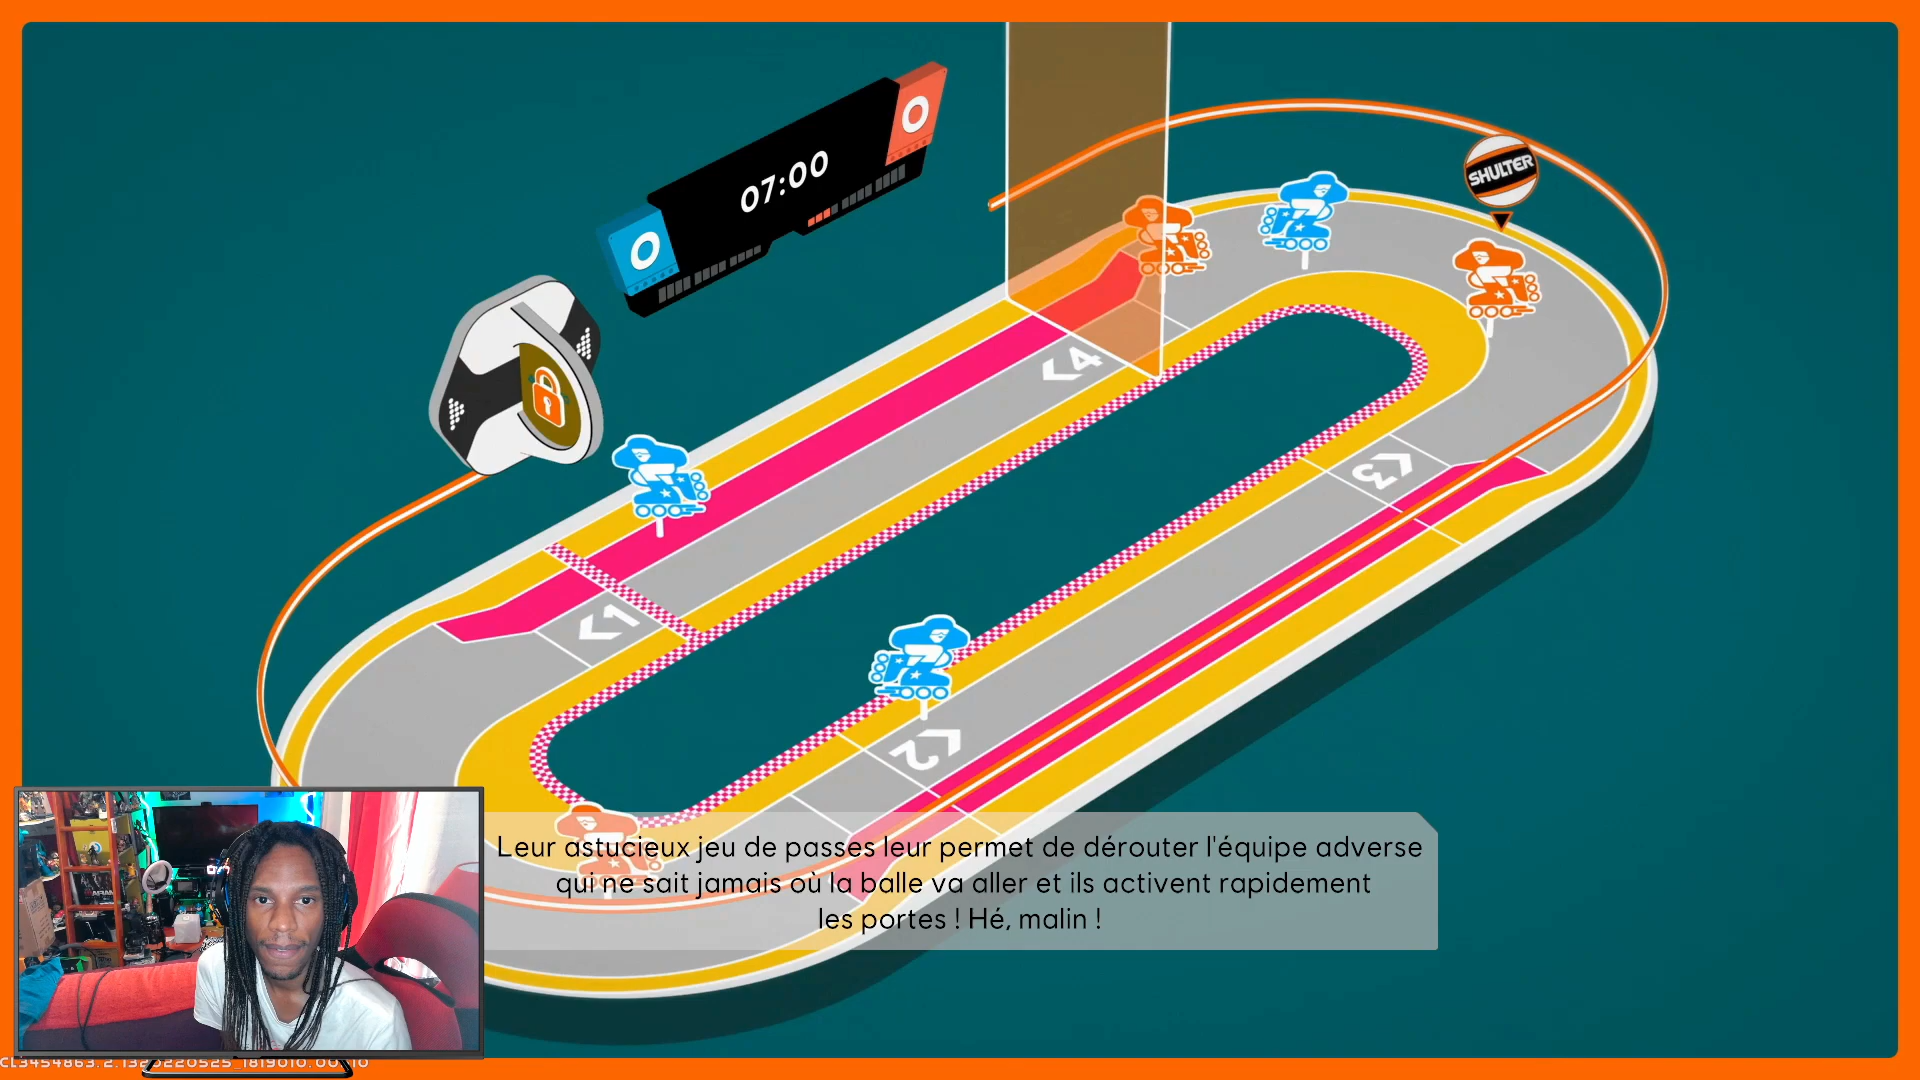 0
07:00
0
SHULTER
4
3
1
2
Leur astucieux jeu de passes leur permet de dérouter l'équipe adverse
qui ne sait jamais où la balle va aller et ils activent rapidement
les portes ! Hé, malin !